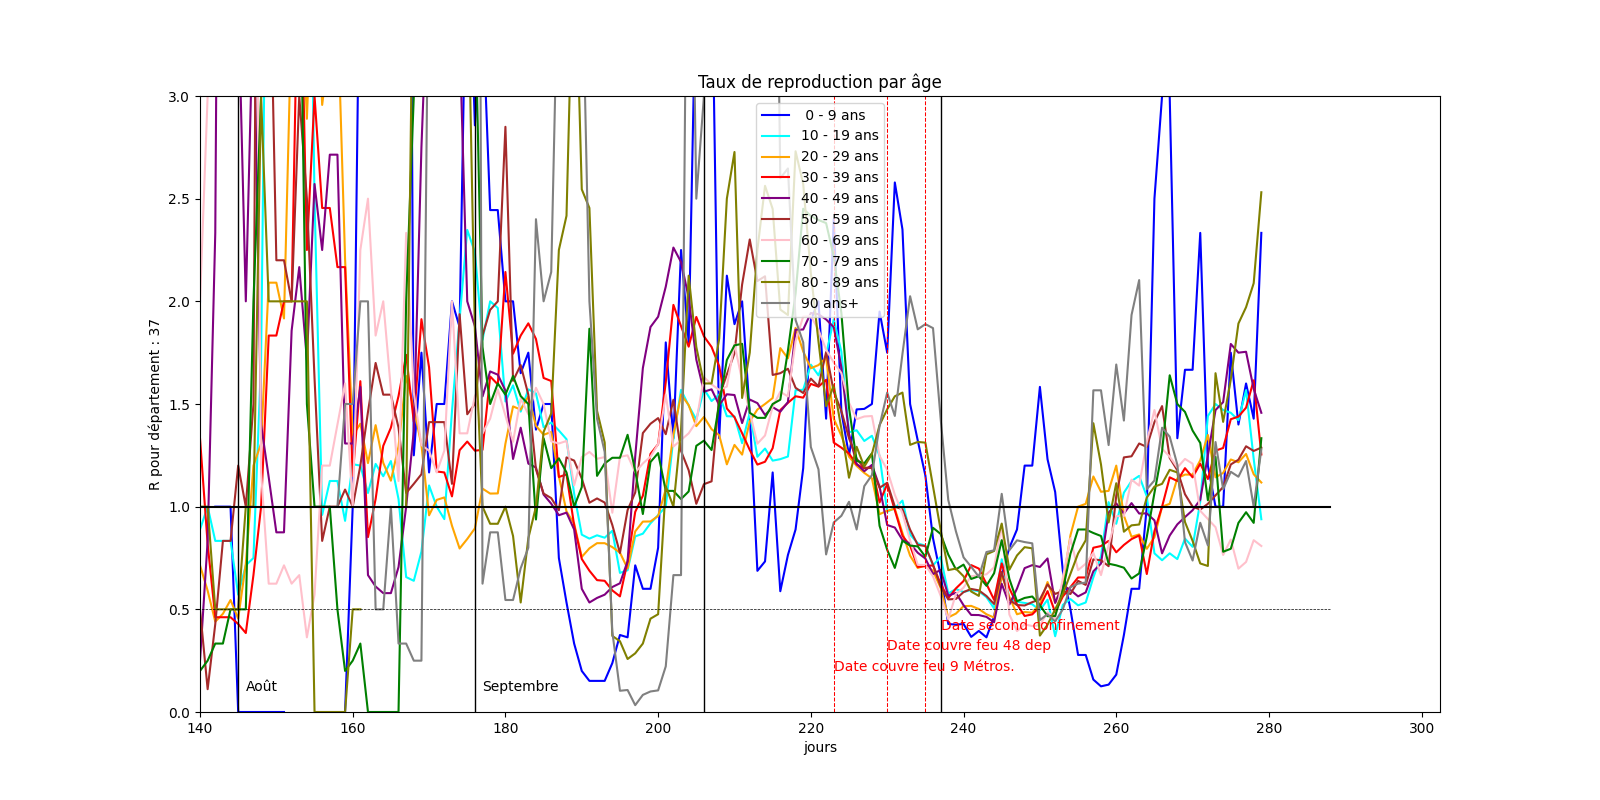 Taux de reproduction par âge
R pour département : 37
3.0
2.5
2.0
1.5
1.0
0.5
0.0
0 - 9 ans
10 - 19 ans
20 - 29 ans
30 - 39 ans
40 - 49 ans
50 - 59 ans
60 - 69 ans
70 - 79 ans
80 - 89 ans
90 ans+
Date second confinement
Date couvre feu 48 dep
Date couvre feu 9 Métros.
Août
Septembre
140 160 180 200 220 240 260 280 300
jours